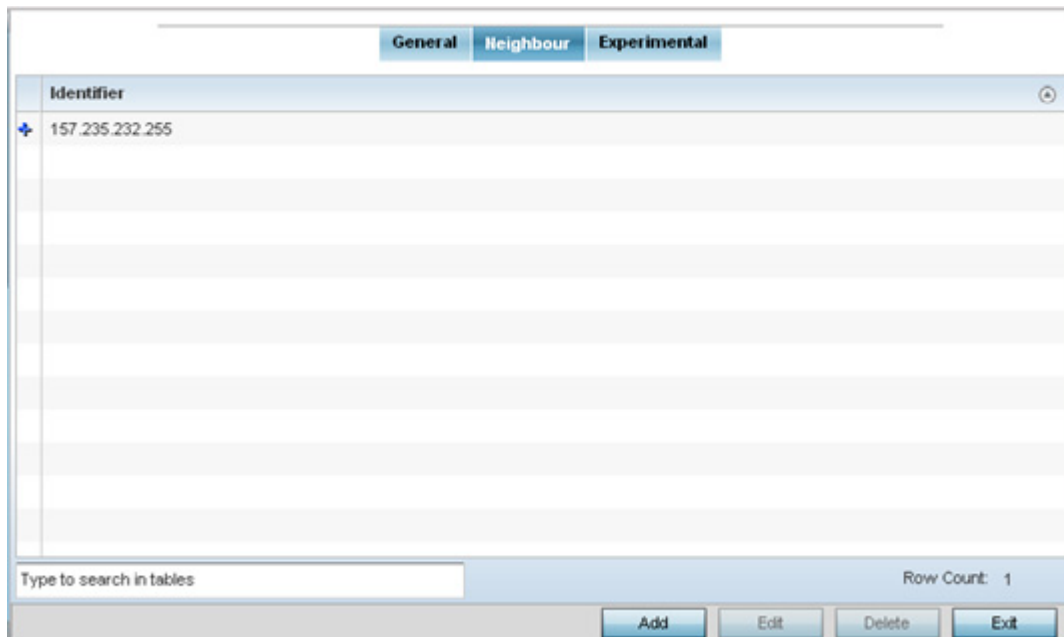 General Neighbour Experimental
Identifier
157.235.232.255
Type to search in tables Row Count: 1
Add Edit Delete Exit